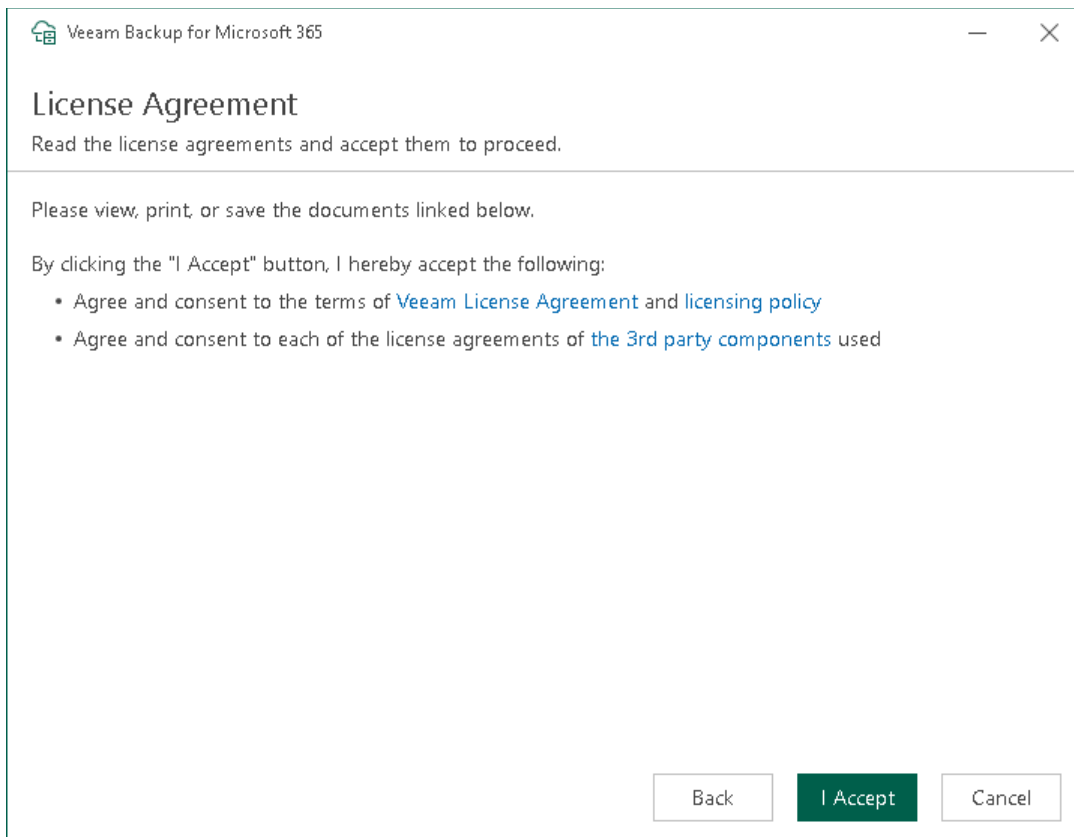 Veeam Backup for Microsoft 365
License Agreement
Read the license agreements and accept them to proceed.
Please view, print, or save the documents linked below.
By clicking the "I Accept" button, I hereby accept the following:
• Agree and consent to the terms of Veeam License Agreement and licensing policy
• Agree and consent to each of the license agreements of the 3rd party components used
Back
I Accept
Cancel